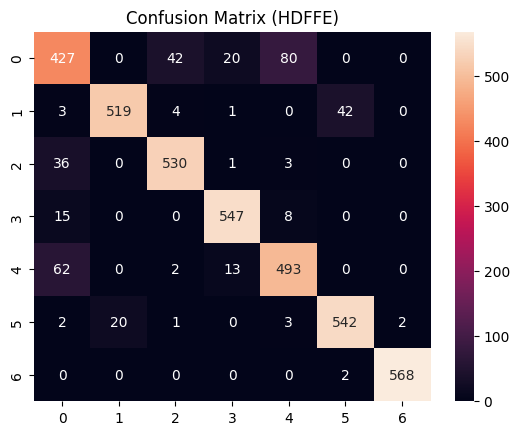 Confusion Matrix (HDFFE)
0 427 0 42 20 80 0 0
1 3 519 4 1 0 42 0
2 36 0 530 1 3 0 0
3 15 0 0 547 8 0 0
4 62 0 2 13 493 0 0
5 2 20 1 0 3 542 2
6 0 0 0 0 0 2 568
0 1 2 3 4 5 6
500
400
300
200
100
0